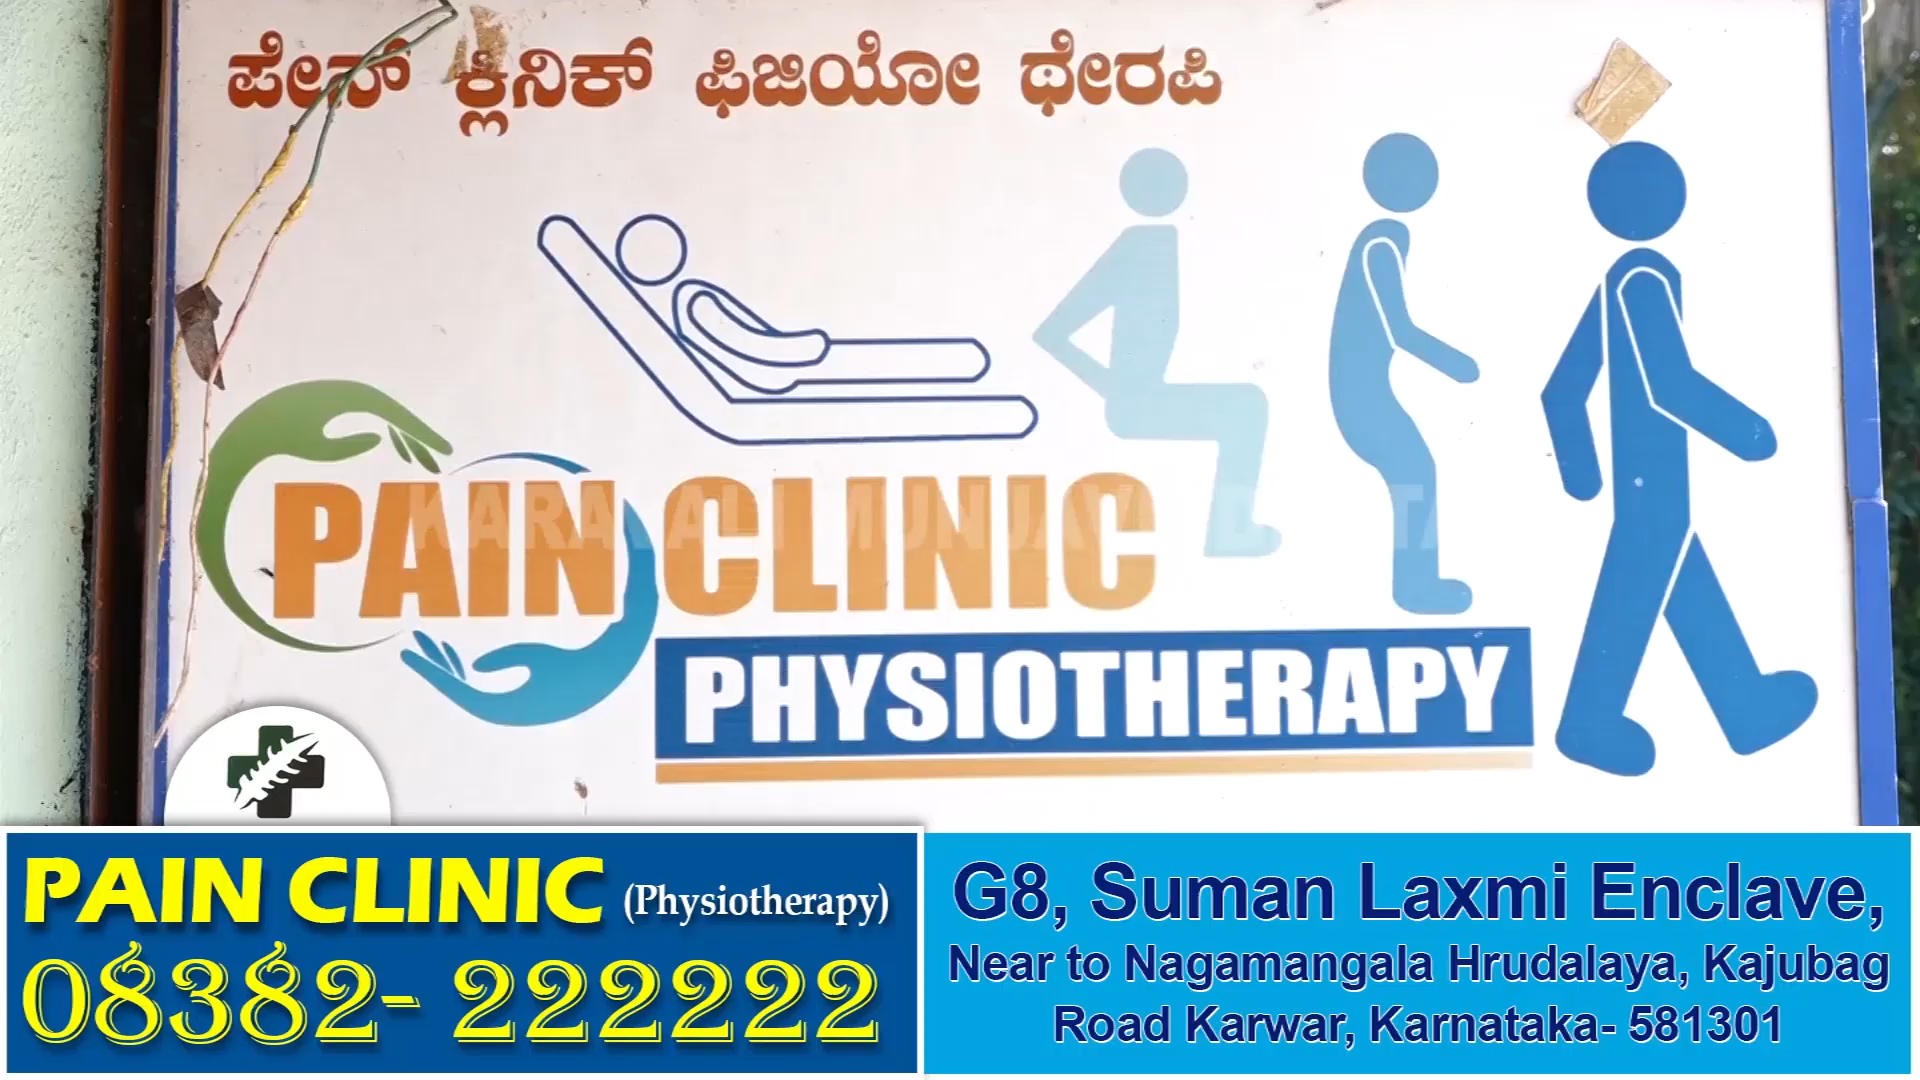 ಪೇನ್ ಕ್ಲಿನಿಕ್ ಫಿಜಿಯೋ ಥೇರಪಿ
PAIN CLINIC
PHYSIOTHERAPY
PAIN CLINIC (Physiotherapy)
08382- 222222
G8, Suman Laxmi Enclave,
Near to Nagamangala Hrudalaya, Kajubag
Road Karwar, Karnataka- 581301